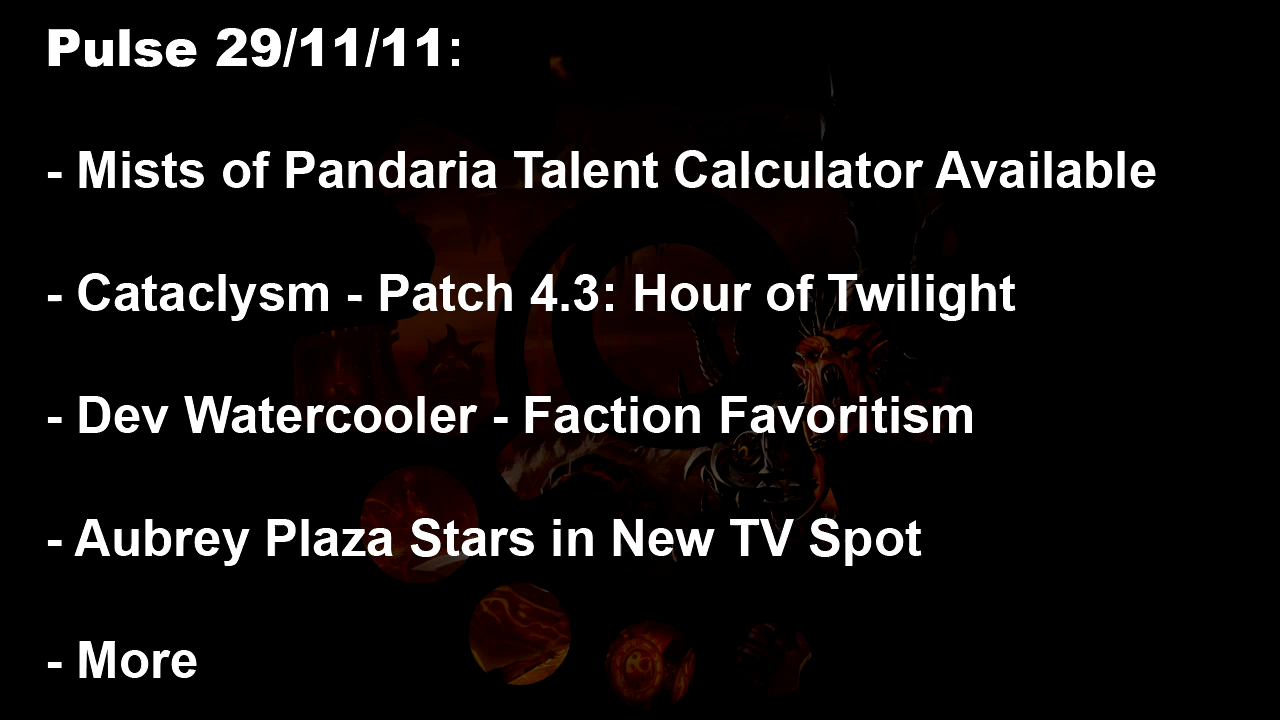 Pulse 29/11/11:
- Mists of Pandaria Talent Calculator Available
- Cataclysm - Patch 4.3: Hour of Twilight
- Dev Watercooler - Faction Favoritism
- Aubrey Plaza Stars in New TV Spot
- More